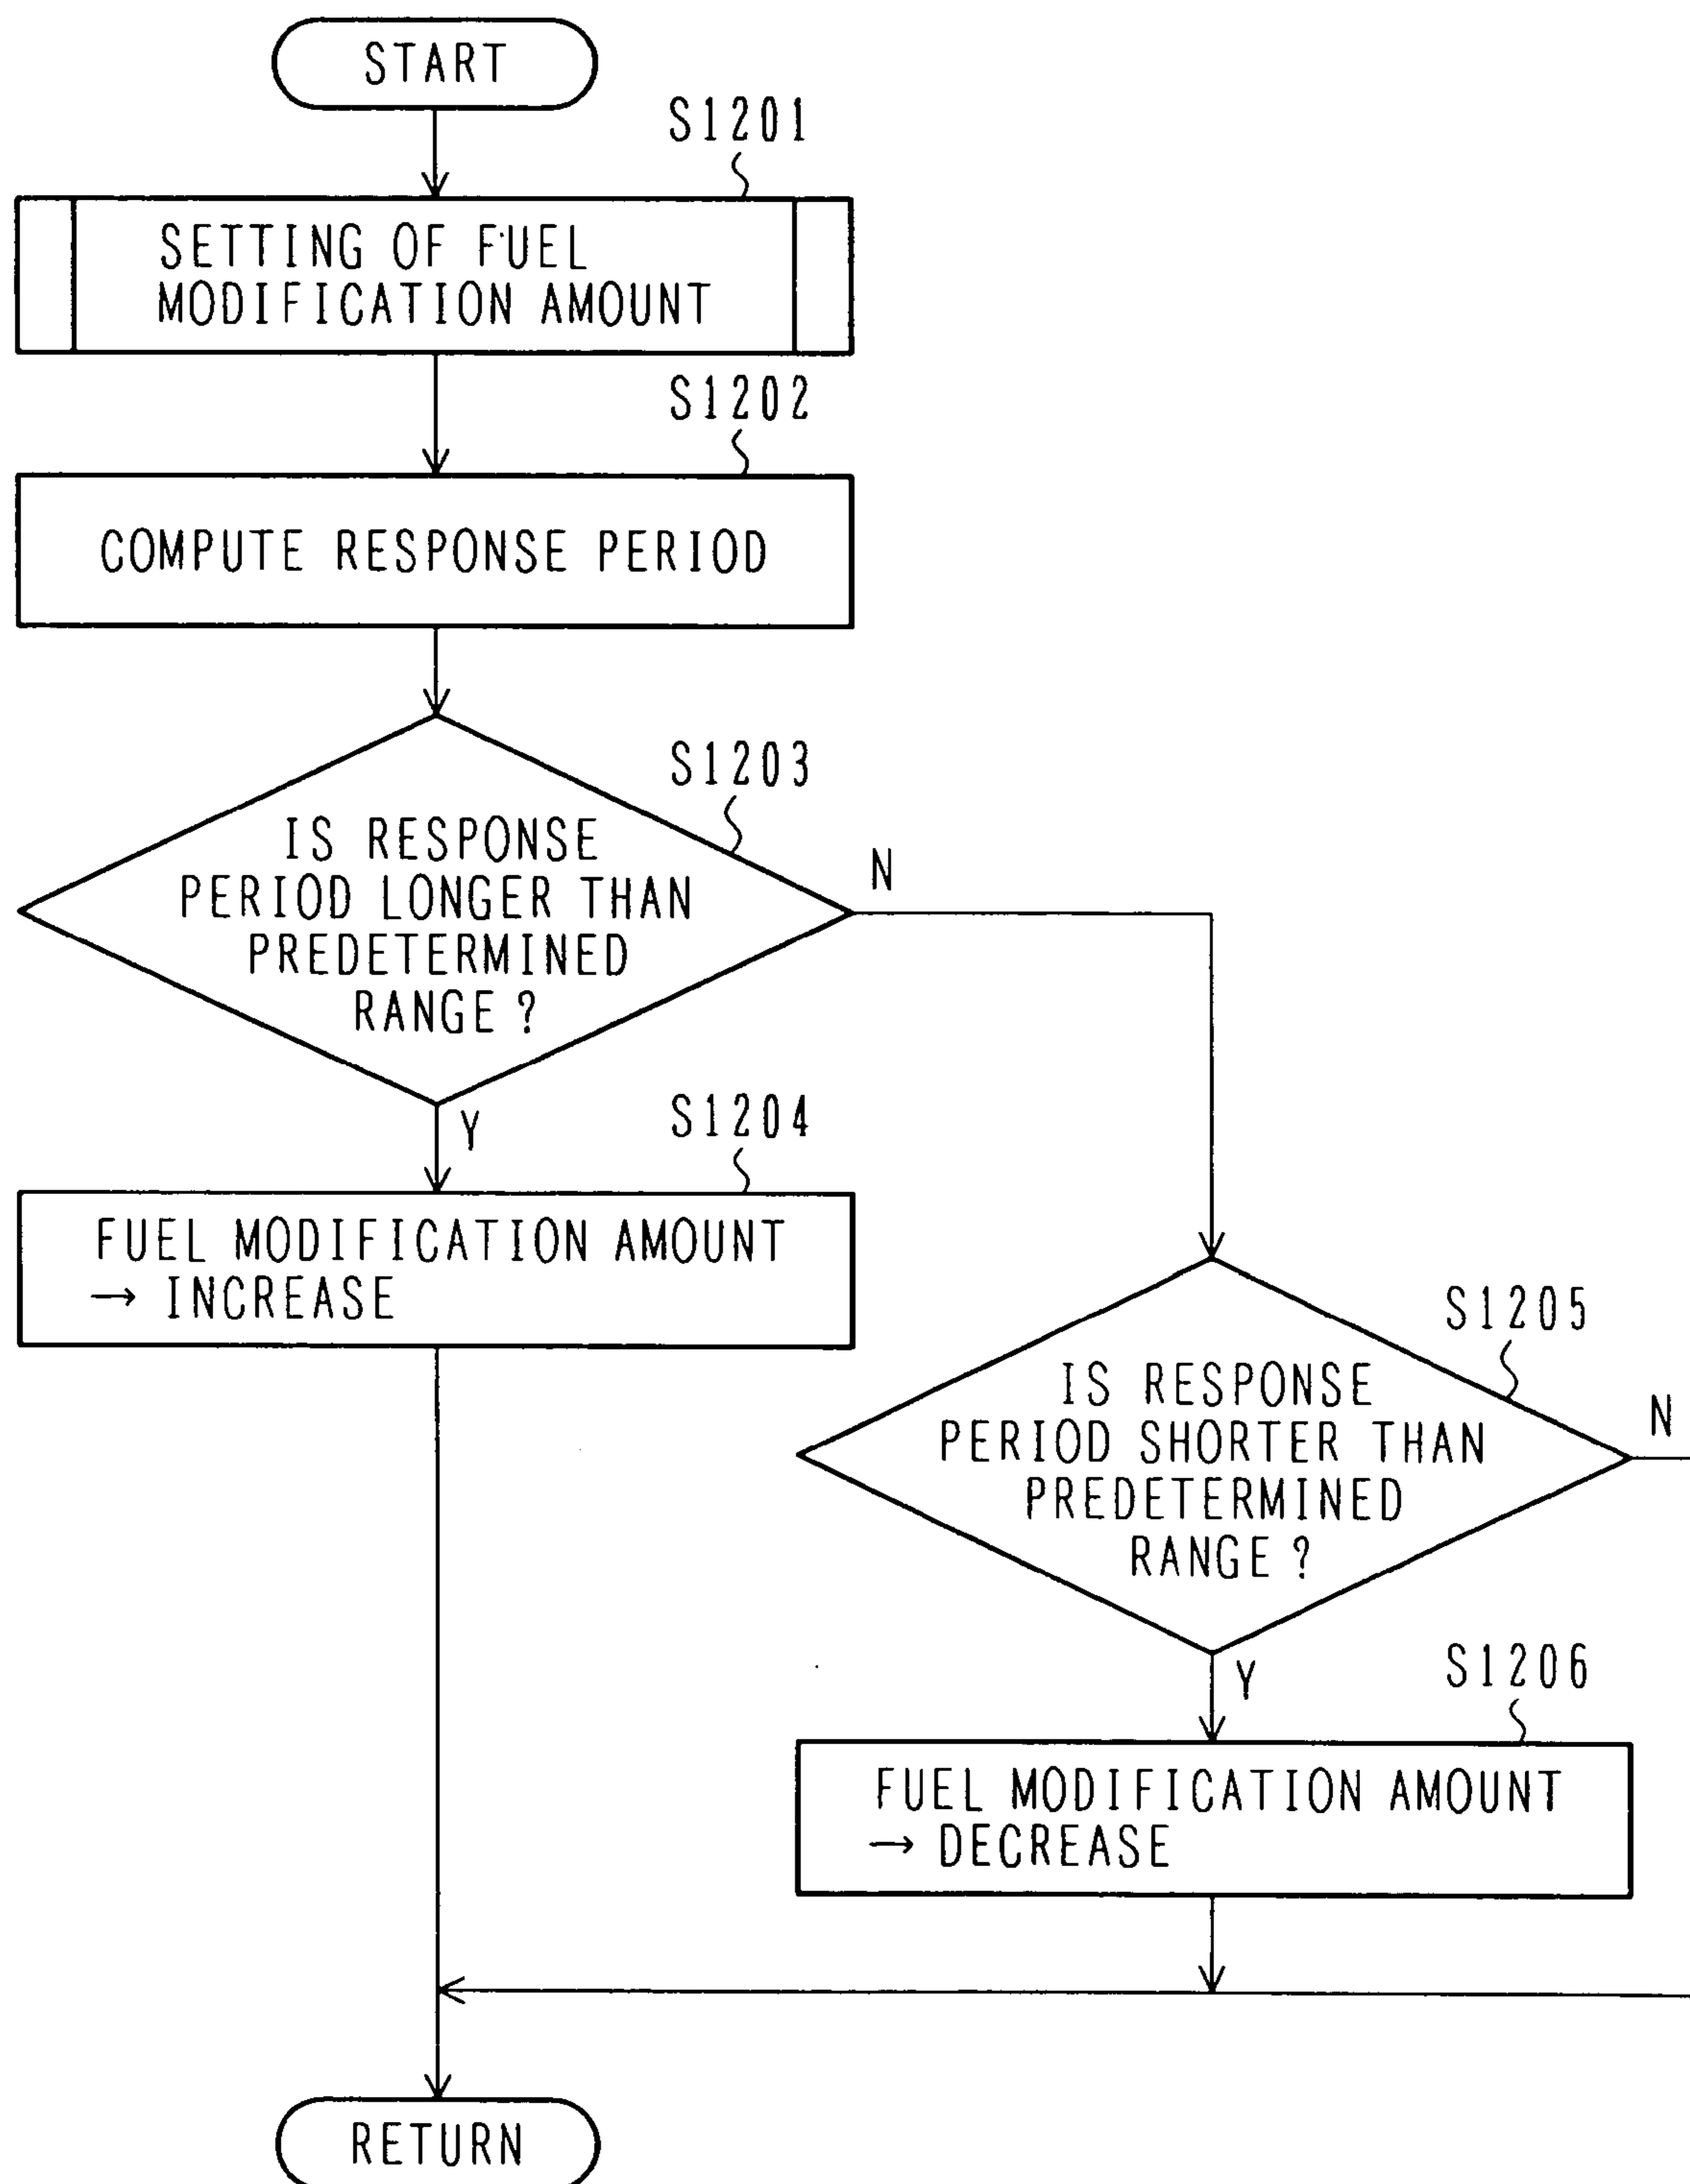 START
S1201
SETTING OF FUEL
MODIFICATION AMOUNT
S1202
COMPUTE RESPONSE PERIOD
S1203
IS RESPONSE
PERIOD LONGER THAN
PREDETERMINED
RANGE ?
N
Y
S1204
FUEL MODIFICATION AMOUNT
→ INCREASE
S1205
IS RESPONSE
PERIOD SHORTER THAN
PREDETERMINED
RANGE ?
N
Y
S1206
FUEL MODIFICATION AMOUNT
→ DECREASE
RETURN